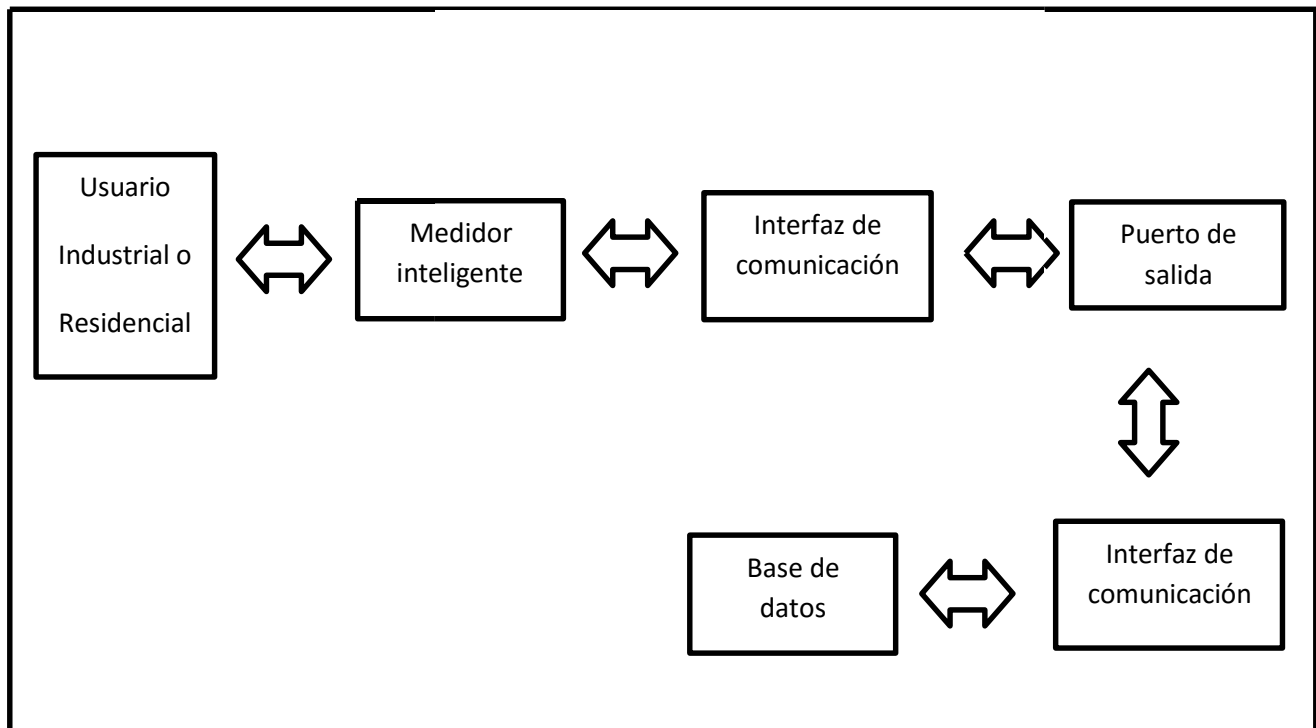 Usuario
Industrial o
Residencial
Medidor
inteligente
Interfaz de
comunicación
Puerto de
salida
Base de
datos
Interfaz de
comunicación